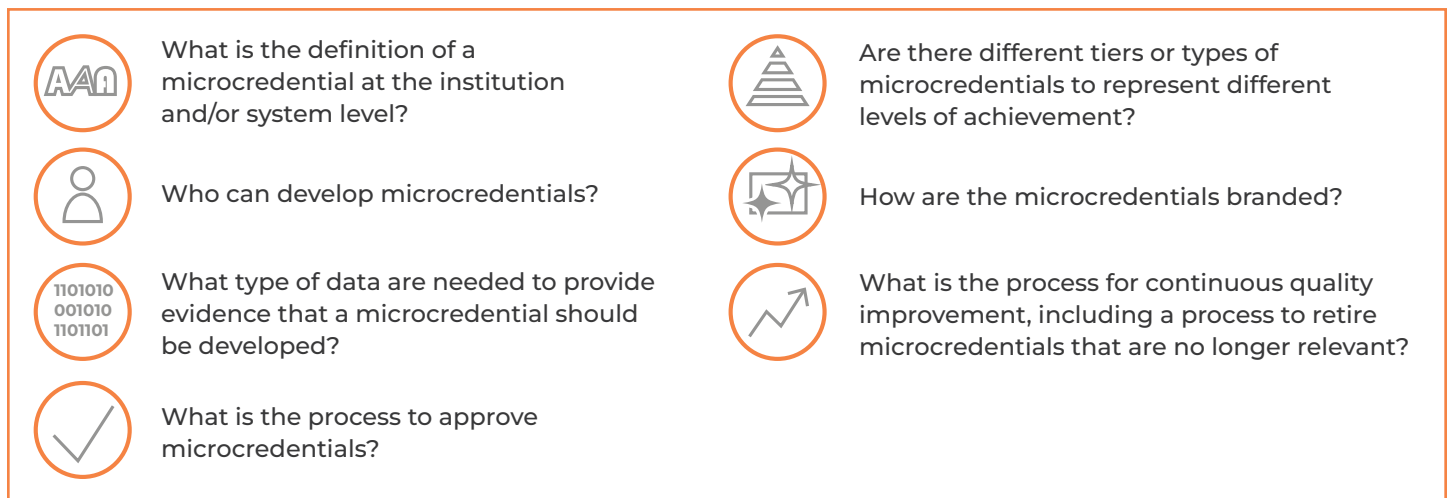 AAA
What is the definition of a
microcredential at the institution
and/or system level?
Who can develop microcredentials?
1101010
001010
1101101
What type of data are needed to provide
evidence that a microcredential should
be developed?
What is the process to approve
microcredentials?
Are there different tiers or types of
microcredentials to represent different
levels of achievement?
How are the microcredentials branded?
What is the process for continuous quality
improvement, including a process to retire
microcredentials that are no longer relevant?